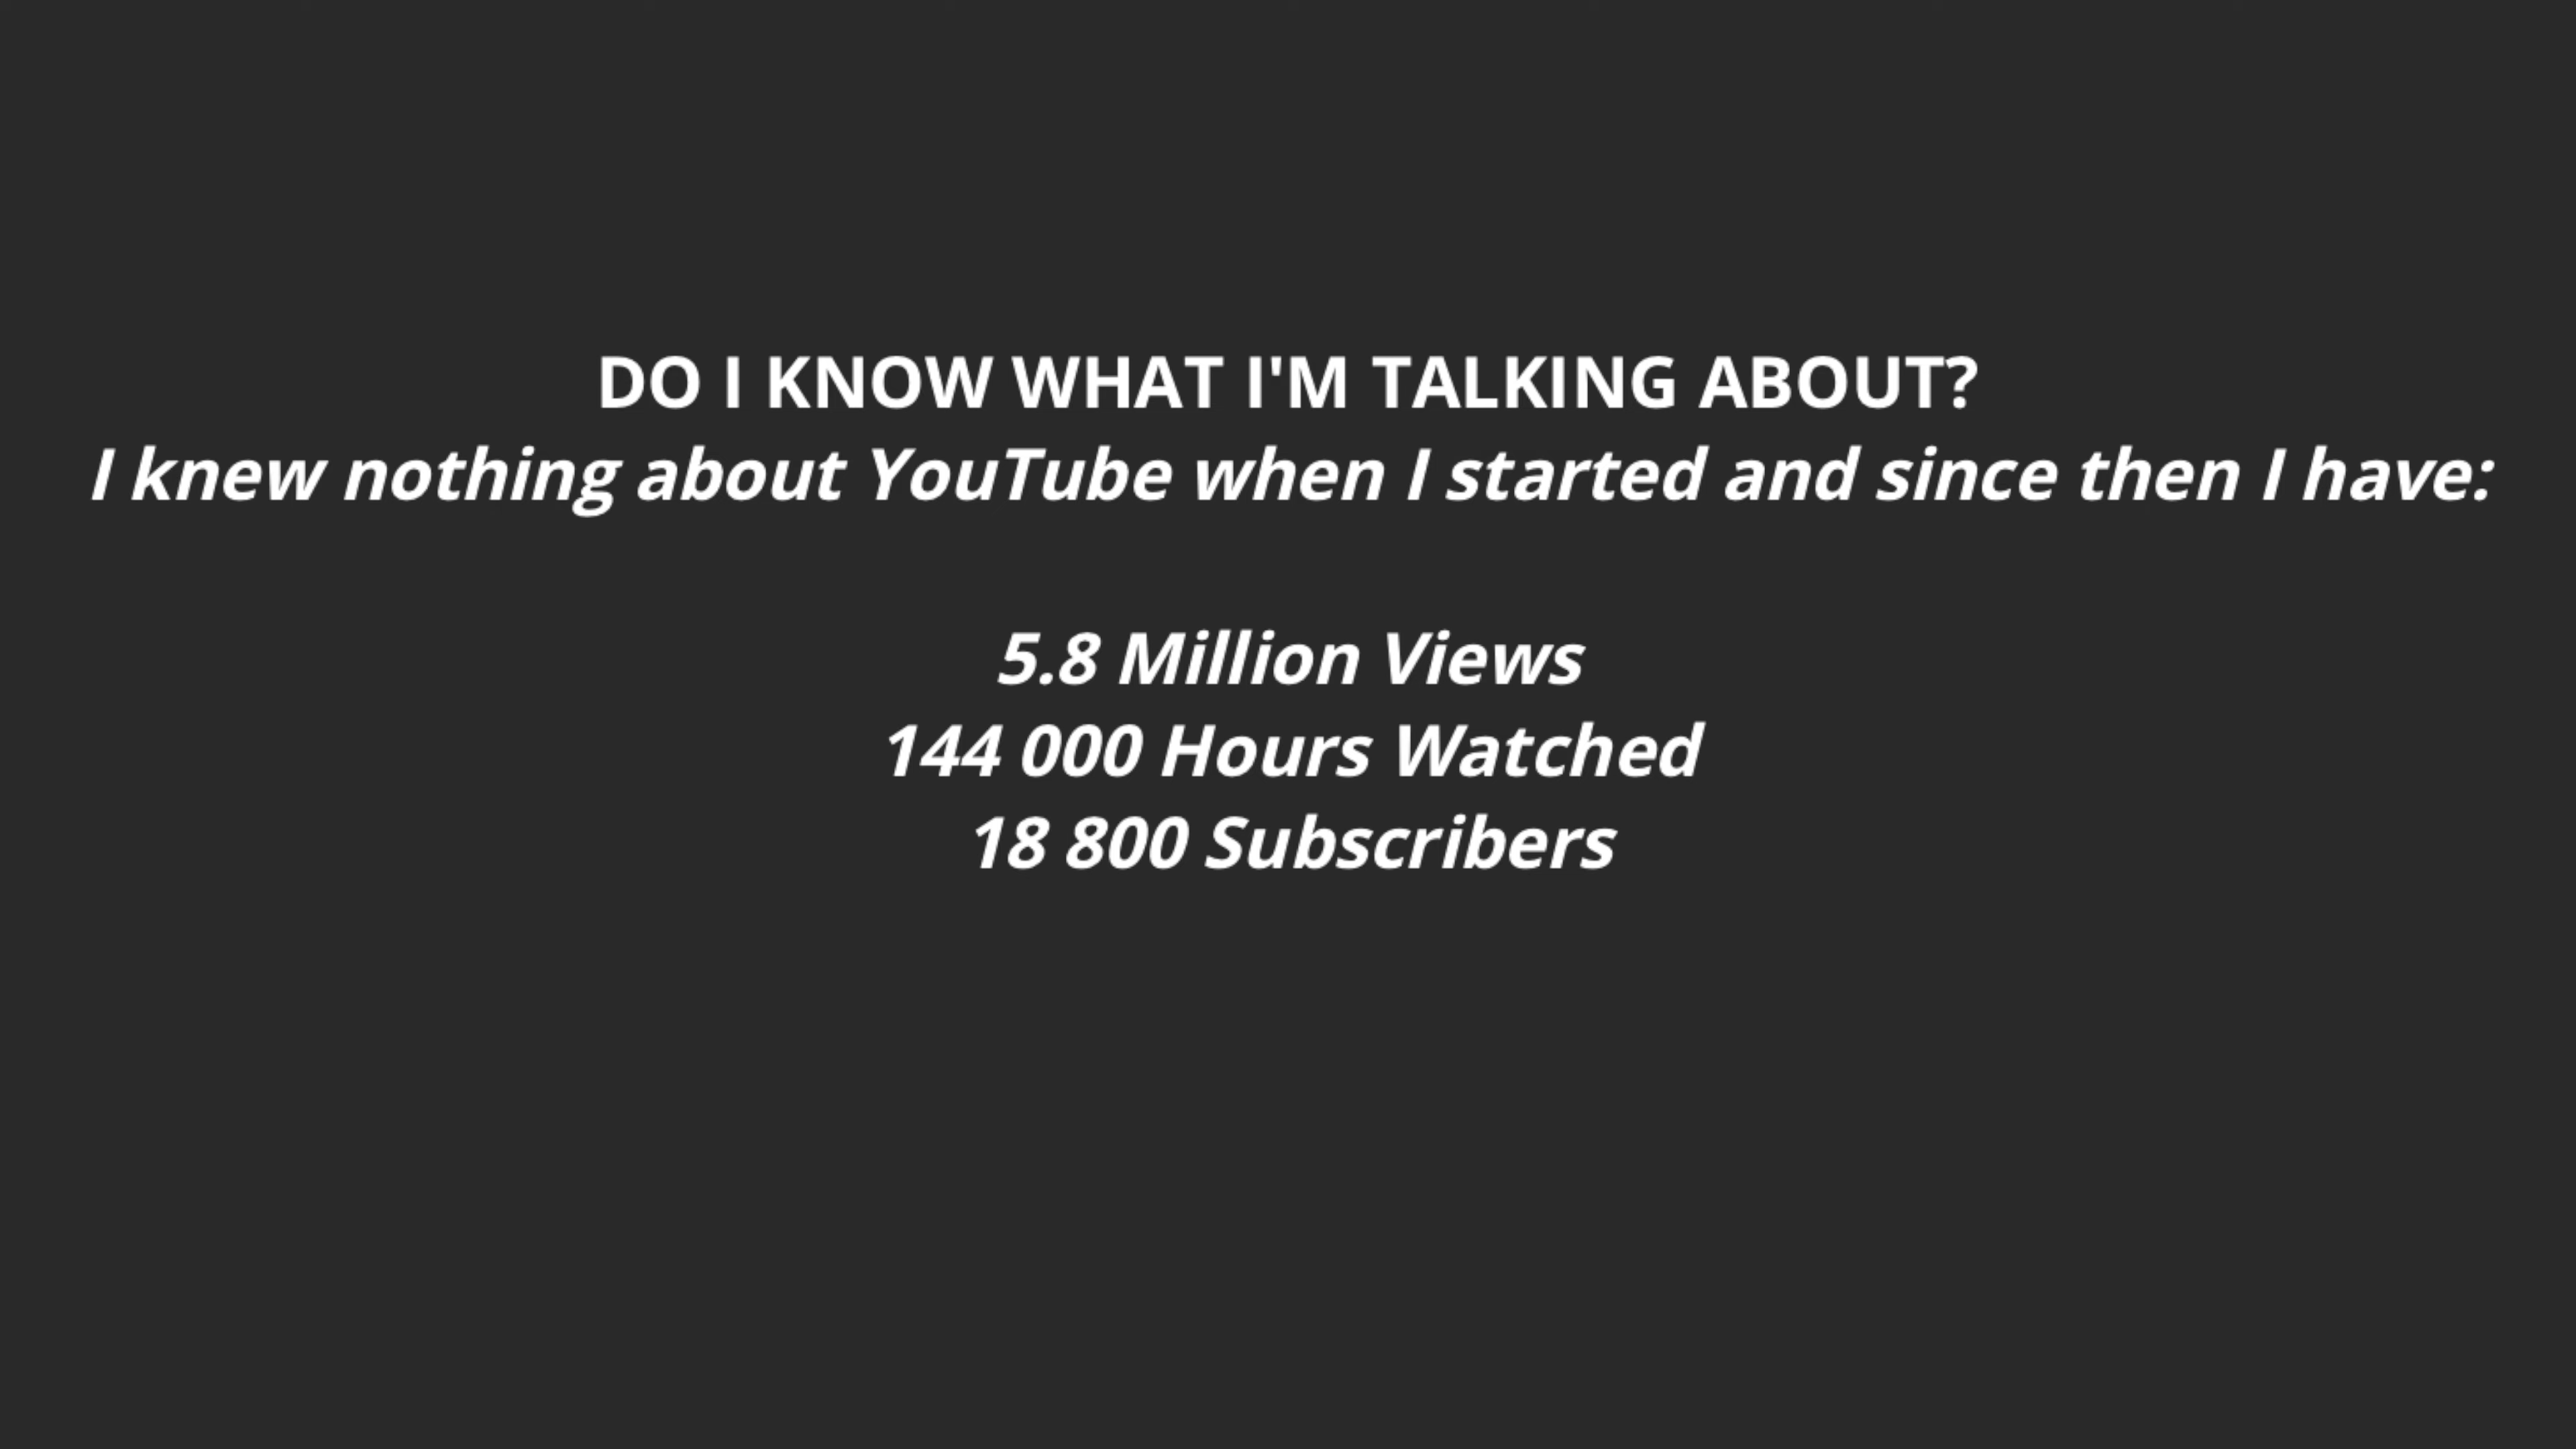 DO I KNOW WHAT I'M TALKING ABOUT?
I knew nothing about YouTube when I started and since then I have:
5.8 Million Views
144 000 Hours Watched
18 800 Subscribers